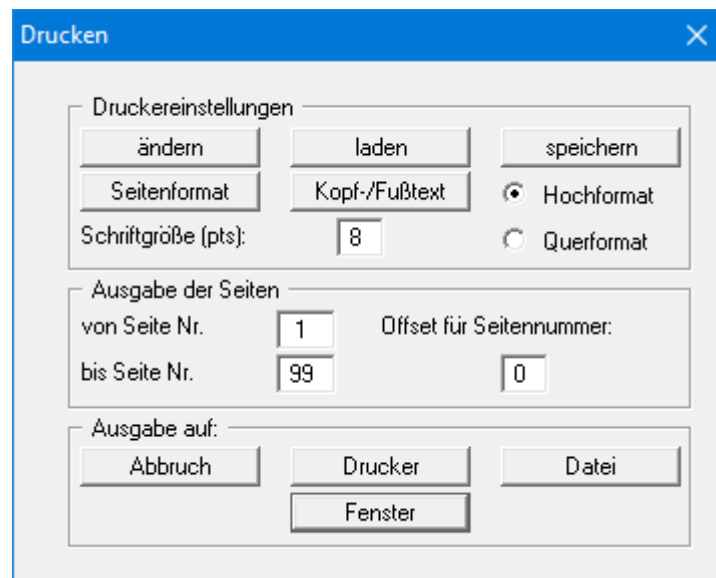 Drucken
Druckereinstellungen
ändern laden speichern
Seitenformat Kopf-/Fußtext Hochformat
Schriftgröße (pts): 8 Querformat
Ausgabe der Seiten
von Seite Nr. 1 Offset für Seitennummer:
bis Seite Nr. 99 0
Ausgabe auf:
Abbruch Drucker Datei
Fenster